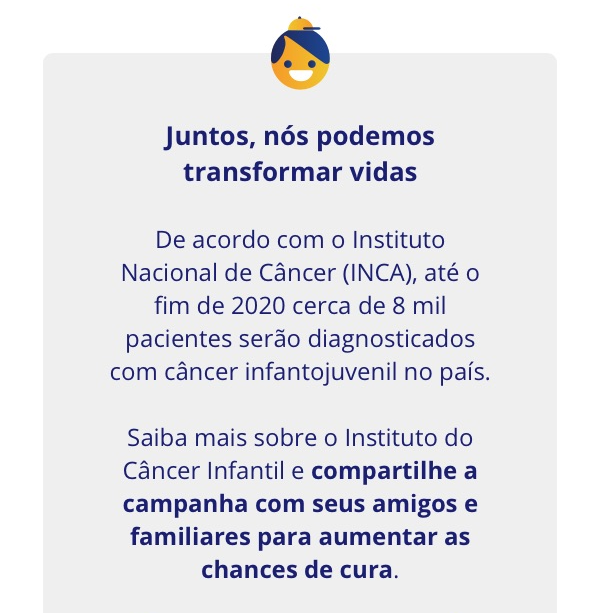 Juntos, nós podemos
transformar vidas
De acordo com o Instituto
Nacional de Câncer (INCA), até o
fim de 2020 cerca de 8 mil
pacientes serão diagnosticados
com câncer infantojuvenil no país.
Saiba mais sobre o Instituto do
Câncer Infantil e compartilhe a
campanha com seus amigos e
familiares para aumentar as
chances de cura.